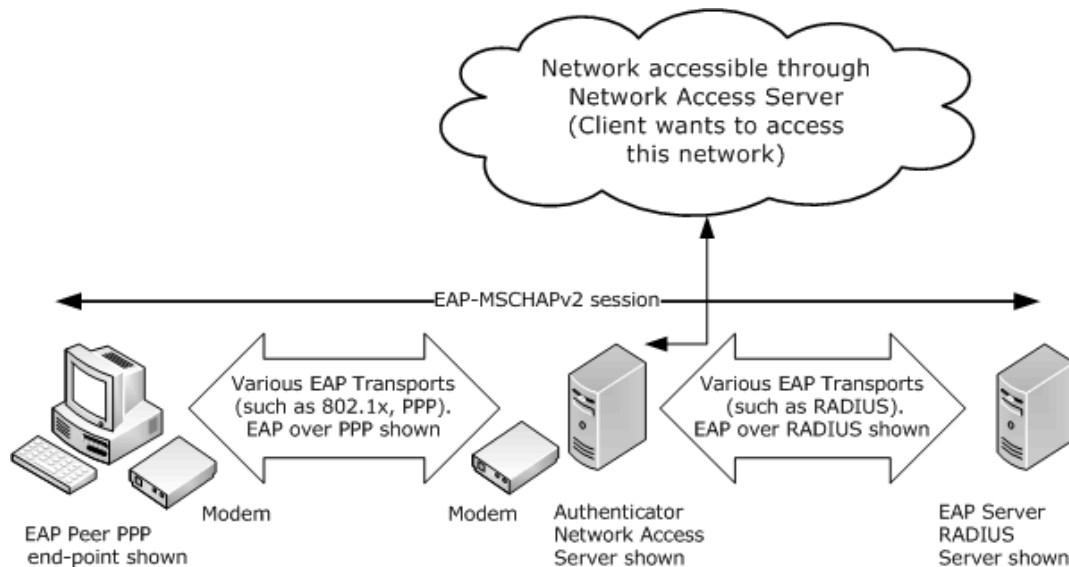 Network accessible through
Network Access Server
(Client wants to access
this network)
EAP-MSCHAPv2 session
Various EAP Transports
(such as 802.1x, PPP).
EAP over PPP shown
Various EAP Transports
(such as RADIUS).
EAP over RADIUS shown
EAP Peer PPP
end-point shown
Modem
Modem
Authenticator
Network Access
Server shown
EAP Server
RADIUS
Server shown